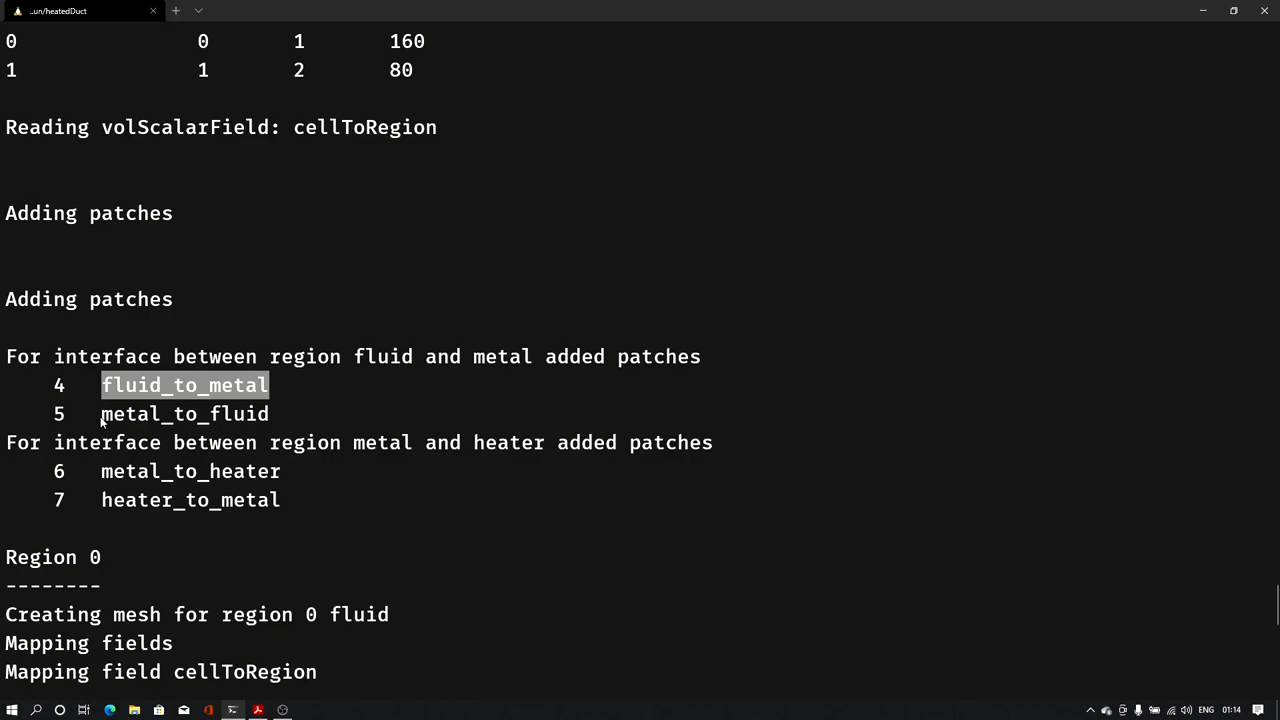 ..un/heatedDuct
0 0 1 160
1 1 2 80
Reading volScalarField: cellToRegion
Adding patches
Adding patches
For interface between region fluid and metal added patches
4 fluid_to_metal
5 metal_to_fluid
For interface between region metal and heater added patches
6 metal_to_heater
7 heater_to_metal
Region 0
--------
Creating mesh for region 0 fluid
Mapping fields
Mapping field cellToRegion
ENG 01:14